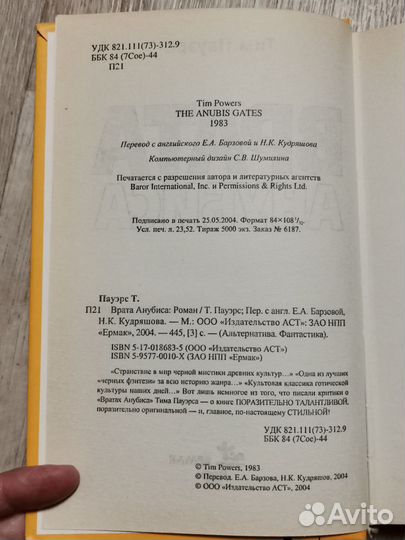 УДК 821.111(73)-312.9
ББК 84 (7Сое)-44
П21
Tim Powers
THE ANUBIS GATES
1983
Перевод с английского Е.А. Барзовой и Н.К. Кудряшова
Компьютерный дизайн С.В. Шумилина
Печатается с разрешения автора и литературных агентств
Baror International, Inc. и Permissions & Rights Ltd.
Подписано в печать 25.05.2004. Формат 84×108 1/32.
Усл. печ. л. 23,52. Тираж 5000 экз. Заказ № 6187.
Пауэрс Т.
П21 Врата Анубиса: Роман / Т. Пауэрс; Пер. с англ. Е.А. Барзовой,
Н.К. Кудряшова. — М.: ООО «Издательство АСТ»: ЗАО НПП
«Ермак», 2004. — 445, [3] с. — (Альтернатива. Фантастика).
ISBN 5-17-018683-5 (ООО «Издательство АСТ»)
ISBN 5-9577-0010-X (ЗАО НПП «Ермак»)
«Странствие в мир черной мистики древних культур...» «Одна из лучших
"черных фэнтези" за всю историю жанра...» «Культовая классика готической
культуры наших дней...» Вот лишь немногое из того, что писали критики о
«Вратах Анубиса» Тима Пауэрса — о книге ПОРАЗИТЕЛЬНО ТАЛАНТЛИВОЙ,
поразительно оригинальной — и, главное, по-настоящему СТИЛЬНОЙ!
УДК 821.111(73)-312.9
ББК 84 (7Сое)-44
© Tim Powers, 1983
© Перевод. Е.А. Барзова, Н.К. Кудряшов, 2004
© ООО «Издательство АСТ», 2004
Avito